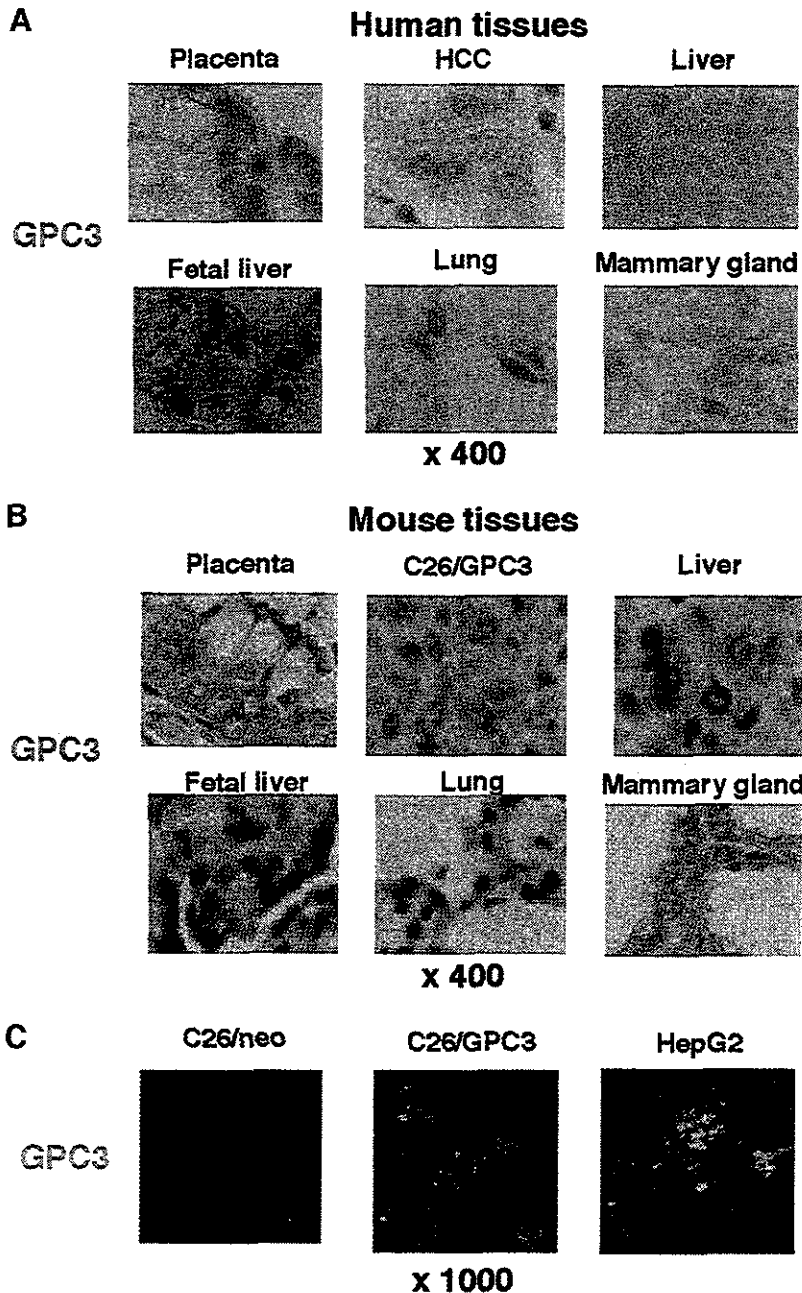 A
Human tissues
Placenta HCC Liver
GPC3
Fetal liver Lung Mammary gland
x 400
B
Mouse tissues
Placenta C26/GPC3 Liver
GPC3
Fetal liver Lung Mammary gland
x 400
C
C26/neo C26/GPC3 HepG2
GPC3
x 1000